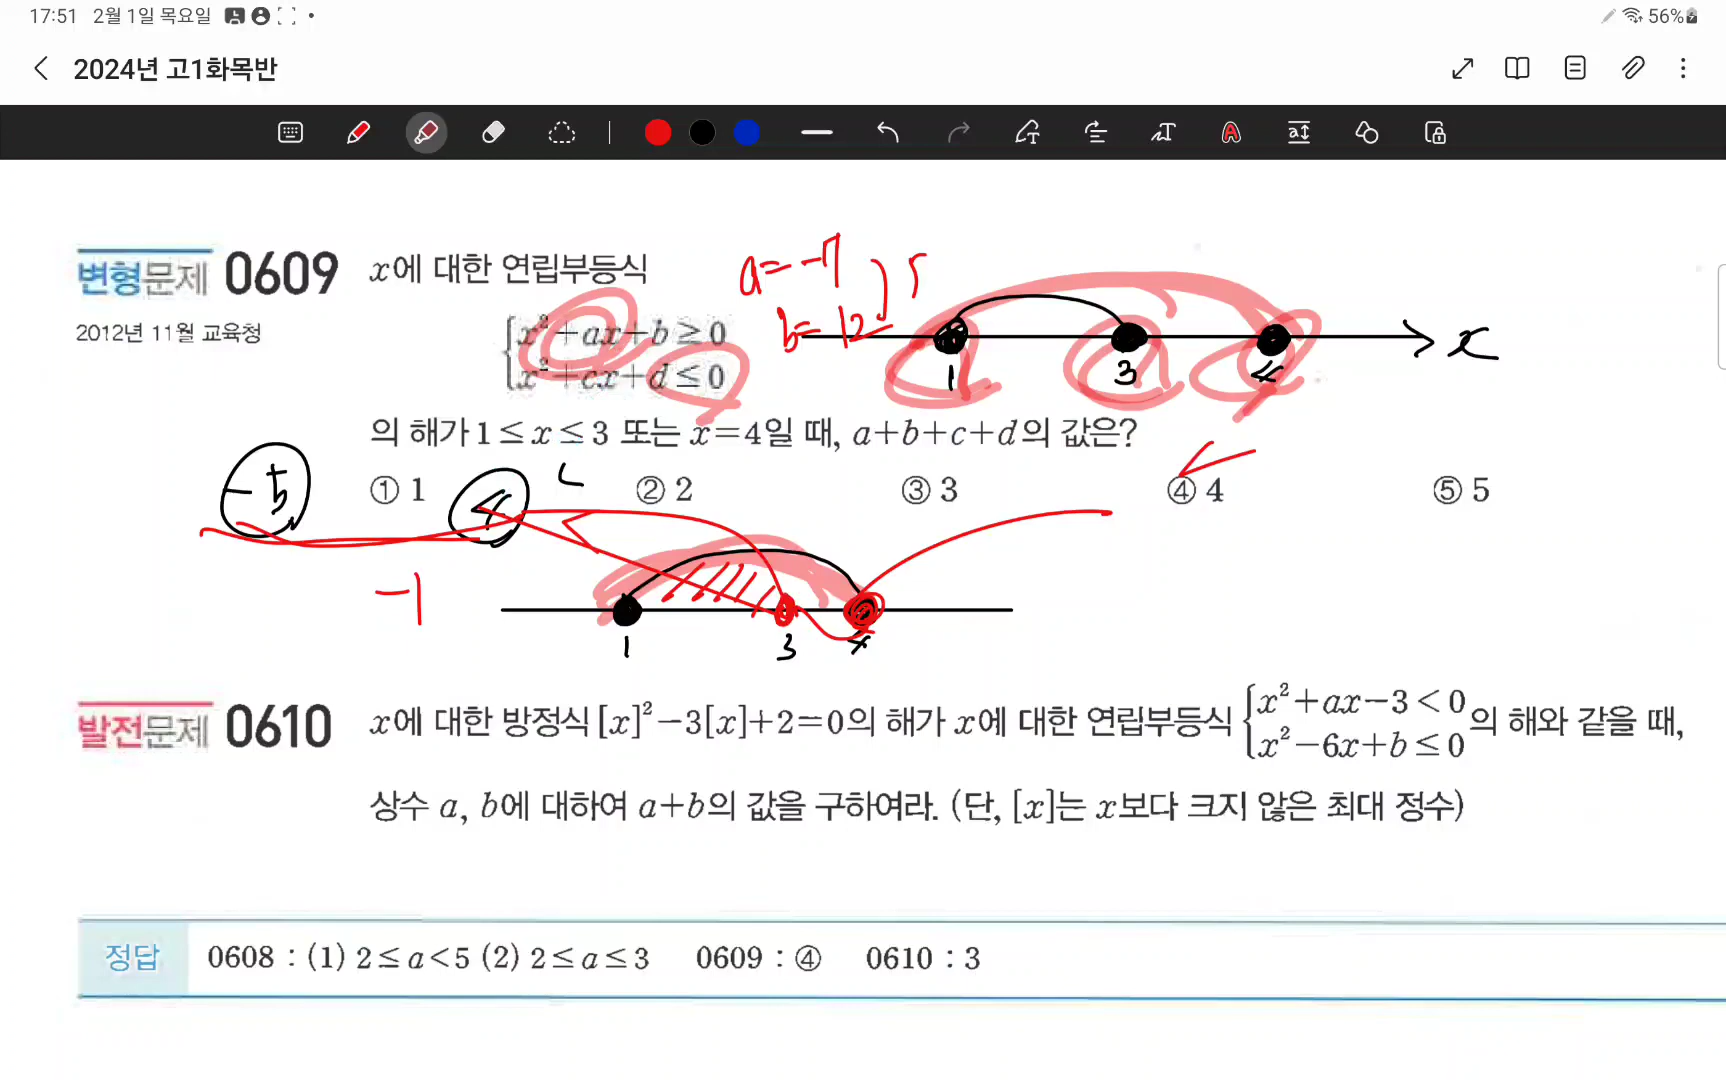 17:51 2월 1일 목요일
56%
2024년 고1화목반
변형문제 0609 x에 대한 연립부등식
a=-7
b=12
5
2012년 11월 교육청
x²+ax+b≥0
x²+cx+d≤0
1 3 4 x
의 해가 1≤x≤3 또는 x=4일 때, a+b+c+d의 값은?
-5 4
① 1 ② 2 ③ 3 ④ 4 ⑤ 5
-1
1 3
발전문제 0610 x에 대한 방정식 [x]²-3[x]+2=0의 해가 x에 대한 연립부등식 {x²+ax-3<0
x²-6x+b≤0 의 해와 같을 때,
상수 a, b에 대하여 a+b의 값을 구하여라. (단, [x]는 x보다 크지 않은 최대 정수)
정답 0608 : (1) 2≤a<5 (2) 2≤a≤3 0609 : ④ 0610 : 3